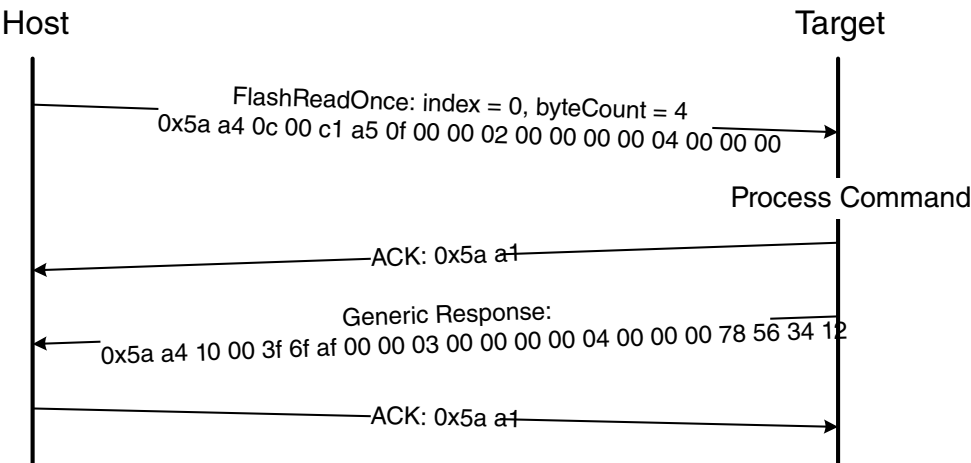 Host
Target
FlashReadOnce: index = 0, byteCount = 4
0x5a a4 0c 00 c1 a5 0f 00 00 02 00 00 00 00 04 00 00 00
Process Command
ACK: 0x5a a1
Generic Response:
0x5a a4 10 00 3f 6f af 00 00 03 00 00 00 00 04 00 00 00 78 56 34 12
ACK: 0x5a a1